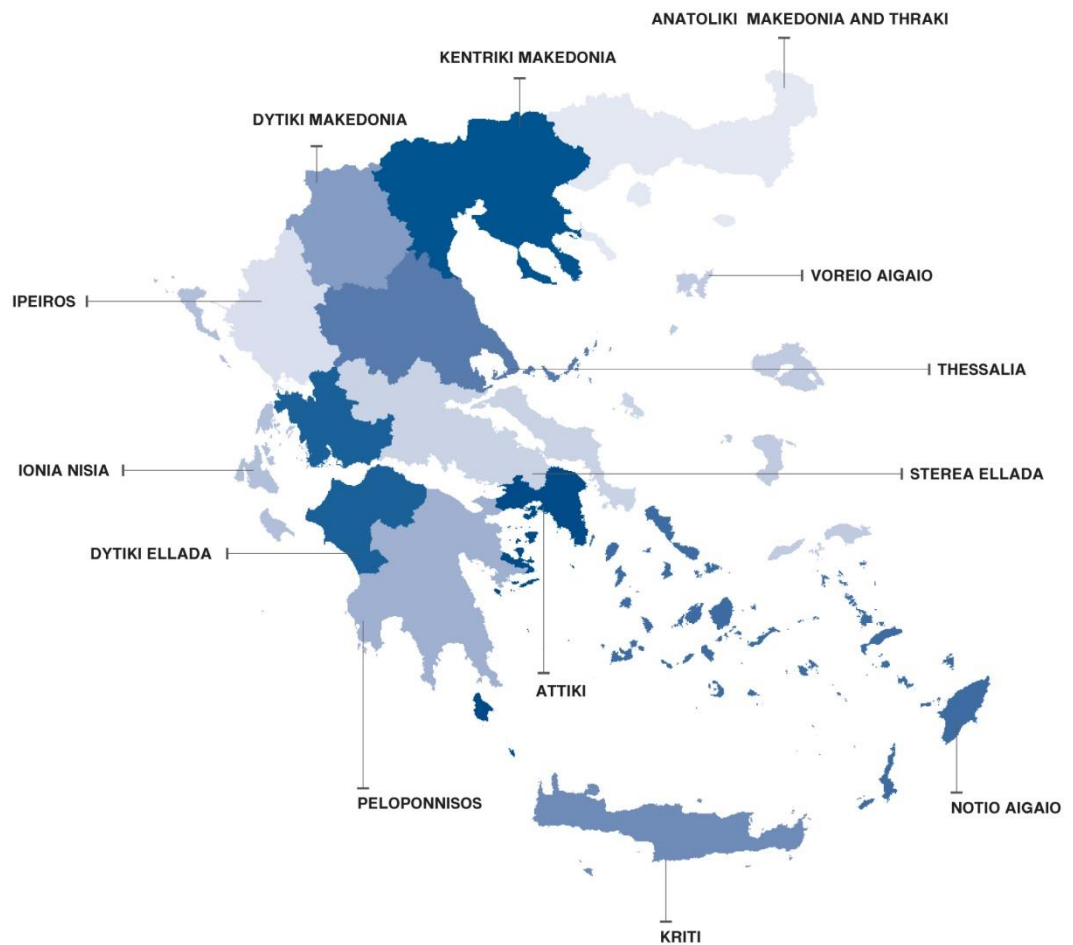 ANATOLIKI MAKEDONIA AND THRAKI
KENTRIKI MAKEDONIA
DYTIKI MAKEDONIA
VOREIO AIGAIO
IPEIROS
THESSALIA
IONIA NISIA
STEREA ELLADA
DYTIKI ELLADA
ATTIKI
PELOPONNISOS
NOTIO AIGAIO
KRITI